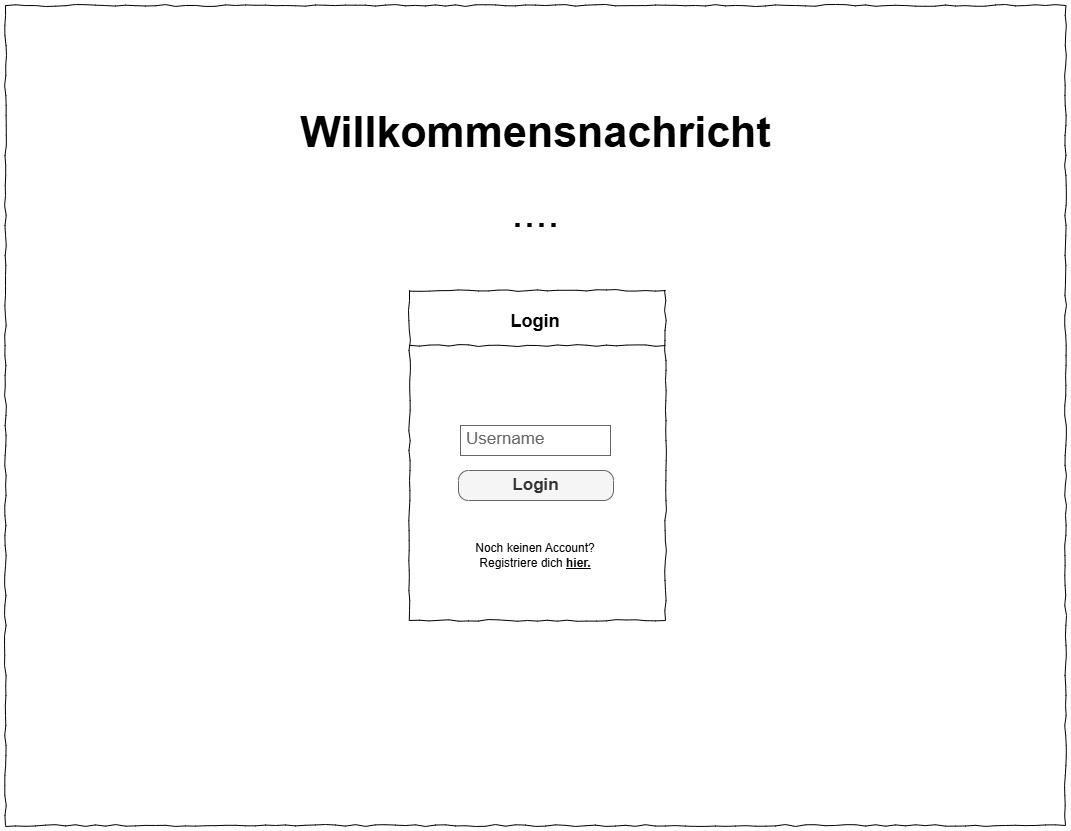 Willkommensnachricht
....
Login
Username
Login
Noch keinen Account?
Registriere dich hier.